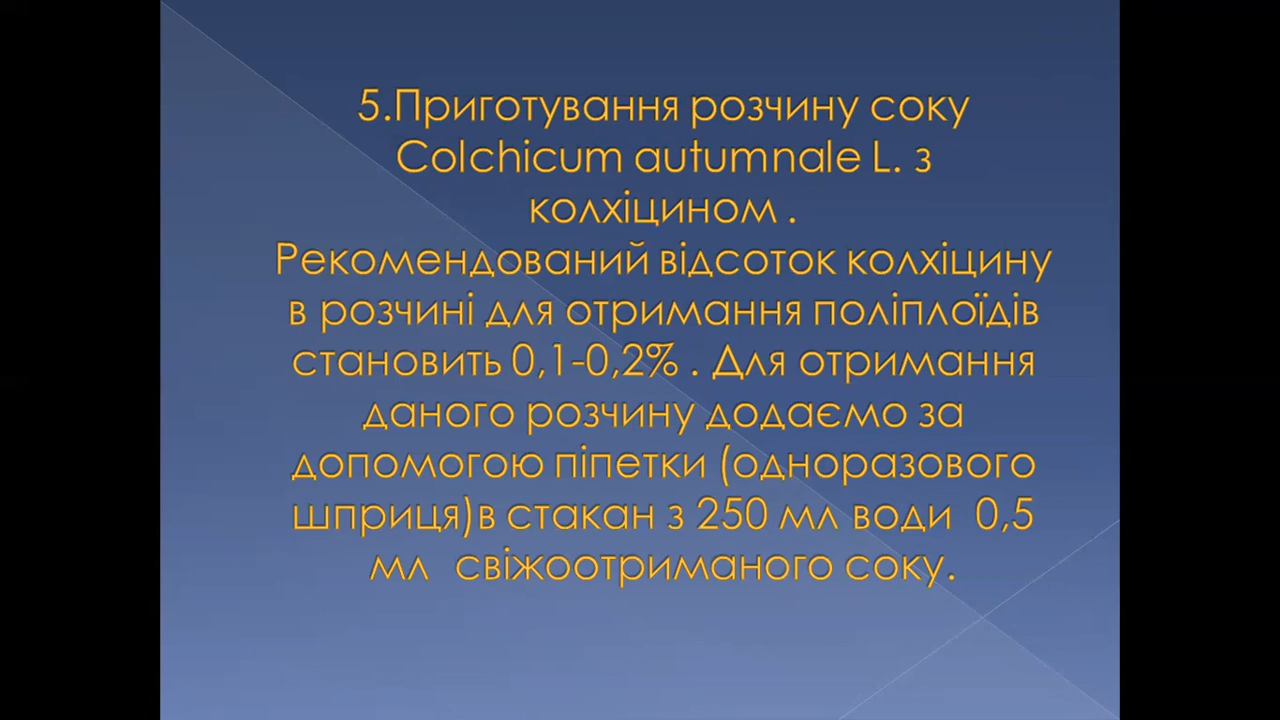 5.Приготування розчину соку
Colchicum autumnale L. з
колхіцином .
Рекомендований відсоток колхіцину
в розчині для отримання поліплоїдів
становить 0,1-0,2% . Для отримання
даного розчину додаємо за
допомогою піпетки (одноразового
шприця)в стакан з 250 мл води  0,5
мл  свіжоотриманого соку.